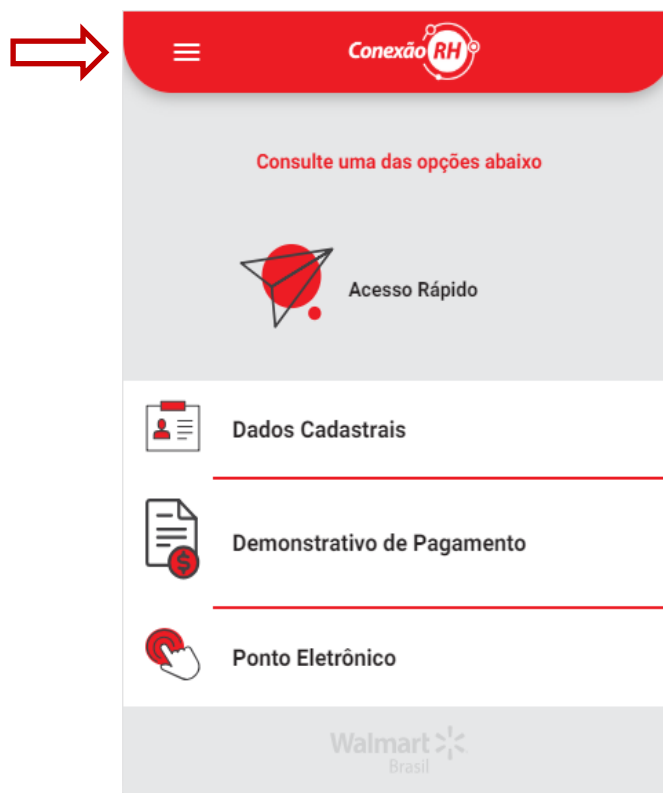 Conexão RH
Consulte uma das opções abaixo
Acesso Rápido
Dados Cadastrais
Demonstrativo de Pagamento
$
Ponto Eletrônico
Walmart
Brasil